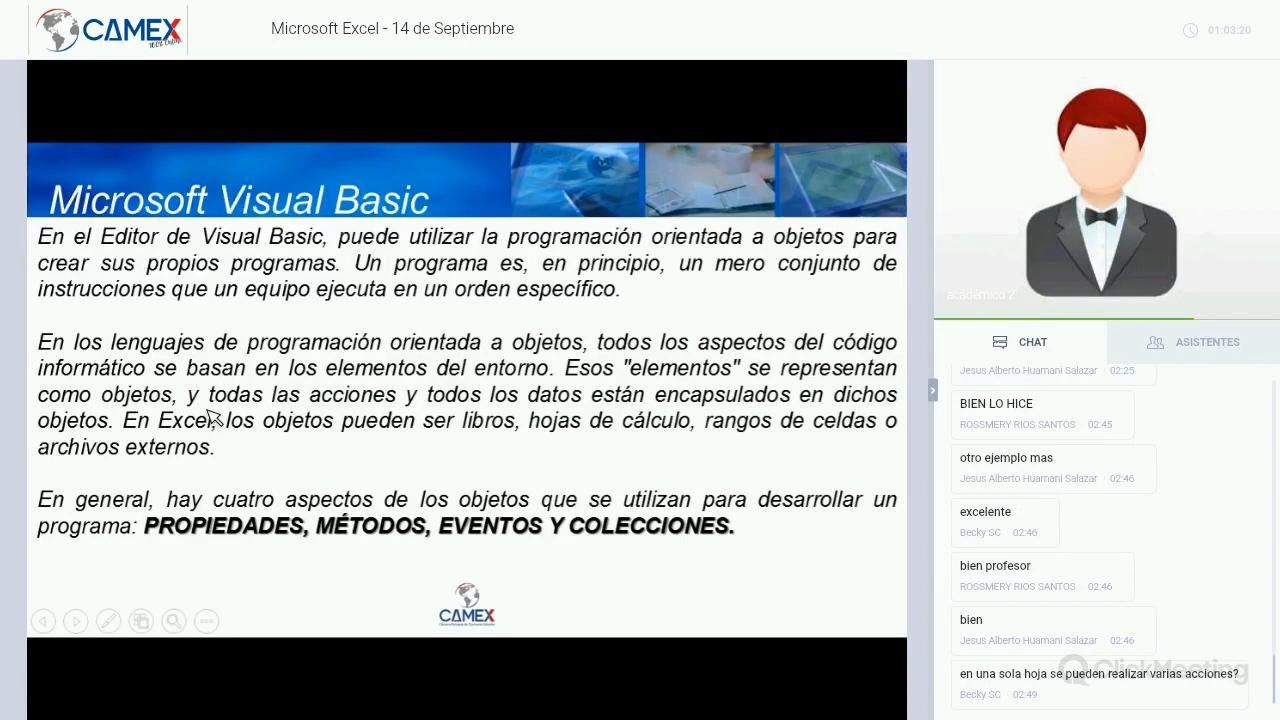 CAMEX
100% Online
Microsoft Excel - 14 de Septiembre
01:03:20
Microsoft Visual Basic
En el Editor de Visual Basic, puede utilizar la programación orientada a objetos para
crear sus propios programas. Un programa es, en principio, un mero conjunto de
instrucciones que un equipo ejecuta en un orden específico.
En los lenguajes de programación orientada a objetos, todos los aspectos del código
informático se basan en los elementos del entorno. Esos "elementos" se representan
como objetos, y todas las acciones y todos los datos están encapsulados en dichos
objetos. En Excel, los objetos pueden ser libros, hojas de cálculo, rangos de celdas o
archivos externos.
En general, hay cuatro aspectos de los objetos que se utilizan para desarrollar un
programa: PROPIEDADES, MÉTODOS, EVENTOS Y COLECCIONES.
CAMEX
académico 2
CHAT
ASISTENTES
Jesus Alberto Huamani Salazar 02:25
BIEN LO HICE
ROSSMERY RIOS SANTOS 02:45
otro ejemplo mas
Jesus Alberto Huamani Salazar 02:46
excelente
Becky SC 02:46
bien profesor
ROSSMERY RIOS SANTOS 02:46
bien
Jesus Alberto Huamani Salazar 02:46
en una sola hoja se pueden realizar varias acciones?
Becky SC 02:49
ClickMeeting